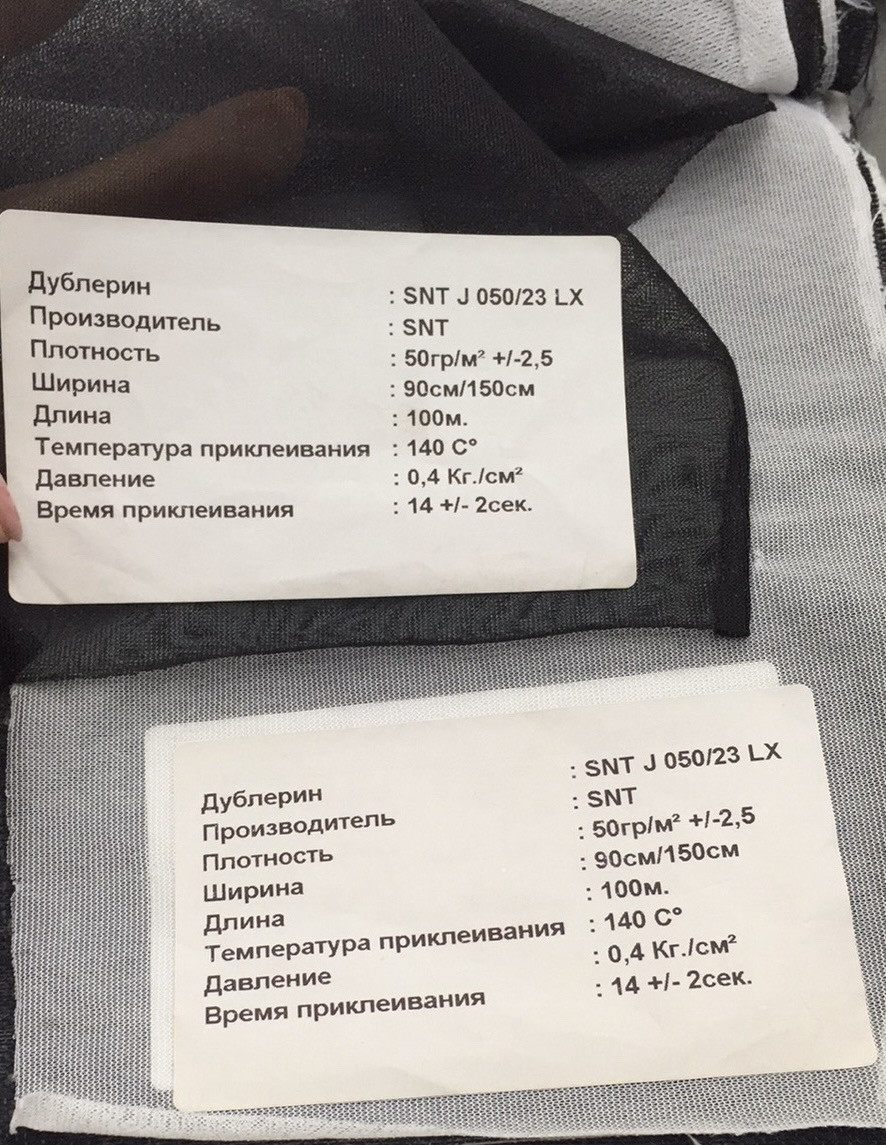 Дублерин : SNT J 050/23 LX
Производитель : SNT
Плотность : 50гр/м² +/-2,5
Ширина : 90см/150см
Длина : 100м.
Температура приклеивания : 140 C°
Давление : 0,4 Кг./см²
Время приклеивания : 14 +/- 2сек.
Дублерин : SNT J 050/23 LX
Производитель : SNT
Плотность : 50гр/м² +/-2,5
Ширина : 90см/150см
Длина : 100м.
Температура приклеивания : 140 C°
Давление : 0,4 Кг./см²
Время приклеивания : 14 +/- 2сек.